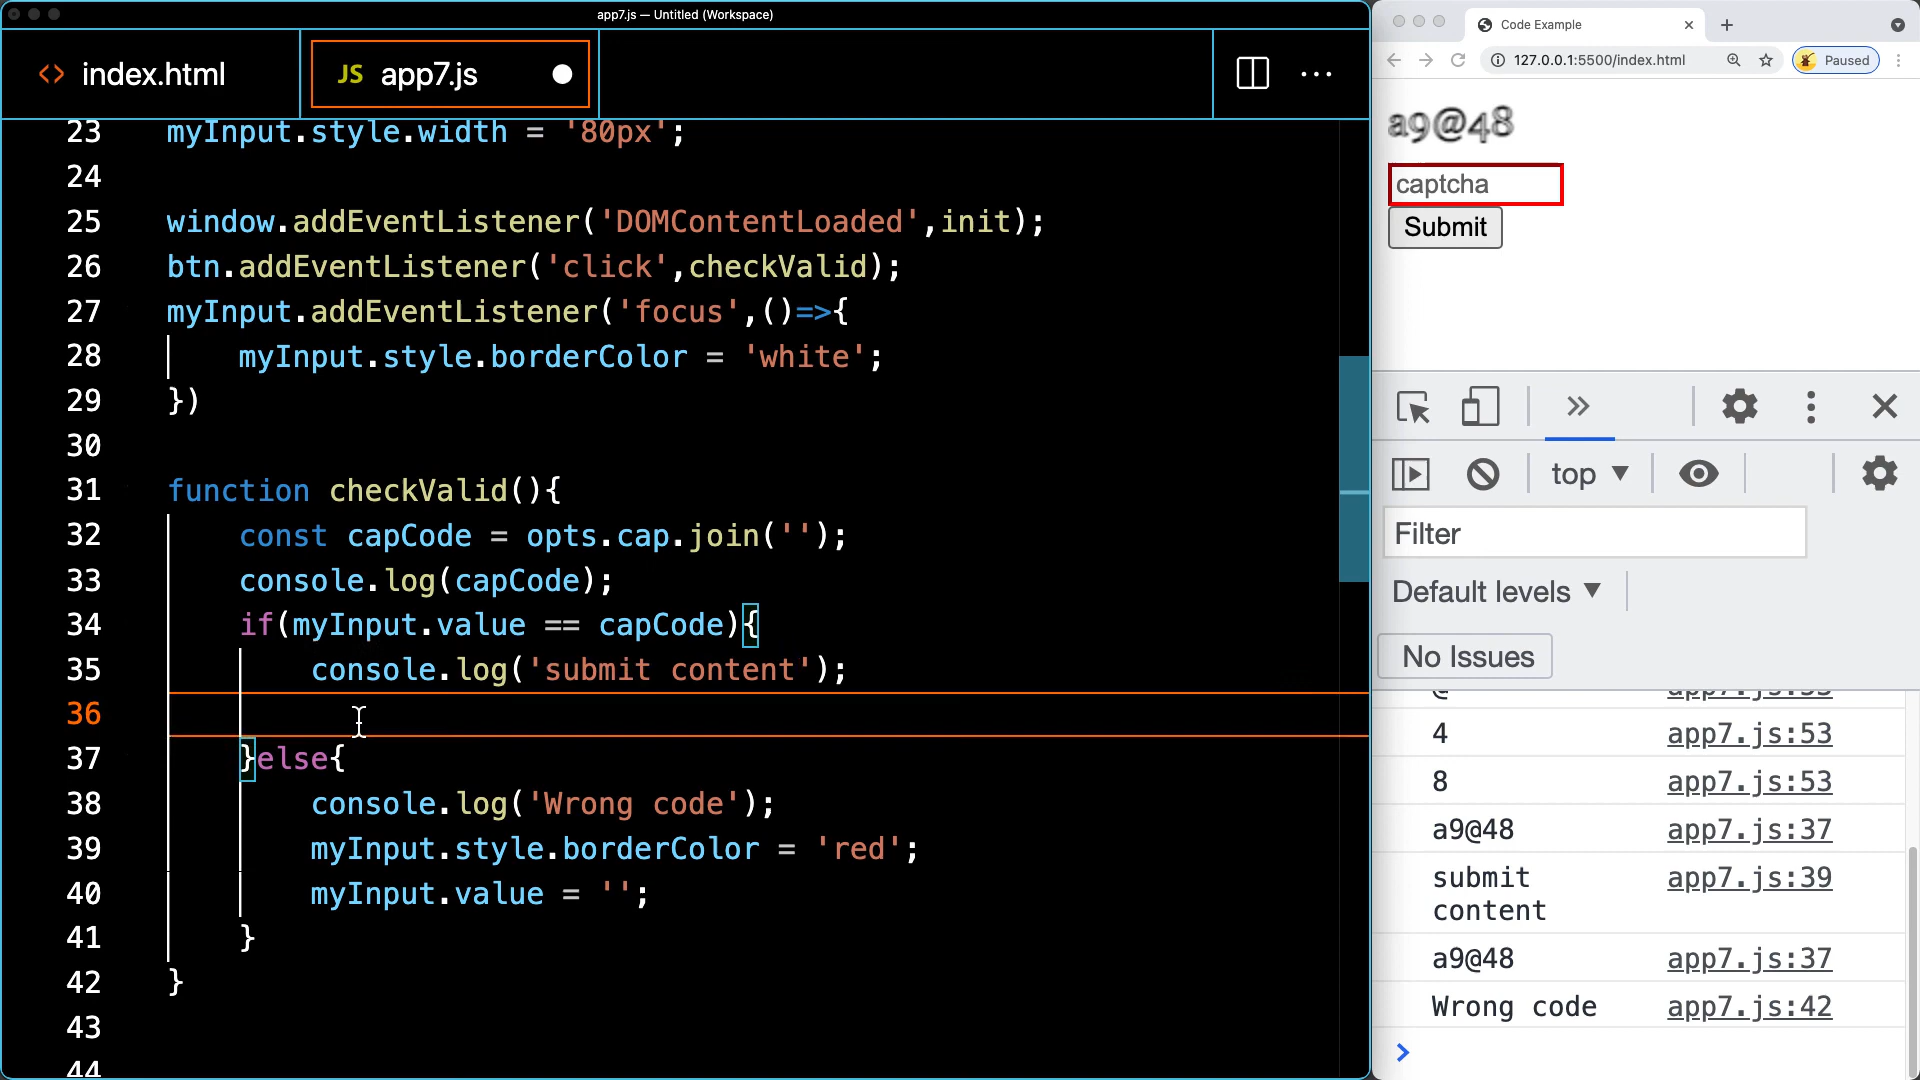 app7.js — Untitled (Workspace)
<> index.html
JS app7.js
23 myInput.style.width = '80px';
24
25 window.addEventListener('DOMContentLoaded',init);
26 btn.addEventListener('click',checkValid);
27 myInput.addEventListener('focus',()=>{
28 myInput.style.borderColor = 'white';
29 })
30
31 function checkValid(){
32 const capCode = opts.cap.join('');
33 console.log(capCode);
34 if(myInput.value == capCode){
35 console.log('submit content');
36
37 }else{
38 console.log('Wrong code');
39 myInput.style.borderColor = 'red';
40 myInput.value = '';
41 }
42 }
43
44
Code Example
127.0.0.1:5500/index.html
Paused
a9@48
captcha
Submit
top
Filter
Default levels
No Issues
@ app7.js:53
4 app7.js:53
8 app7.js:53
a9@48 app7.js:37
submit content app7.js:39
a9@48 app7.js:37
Wrong code app7.js:42